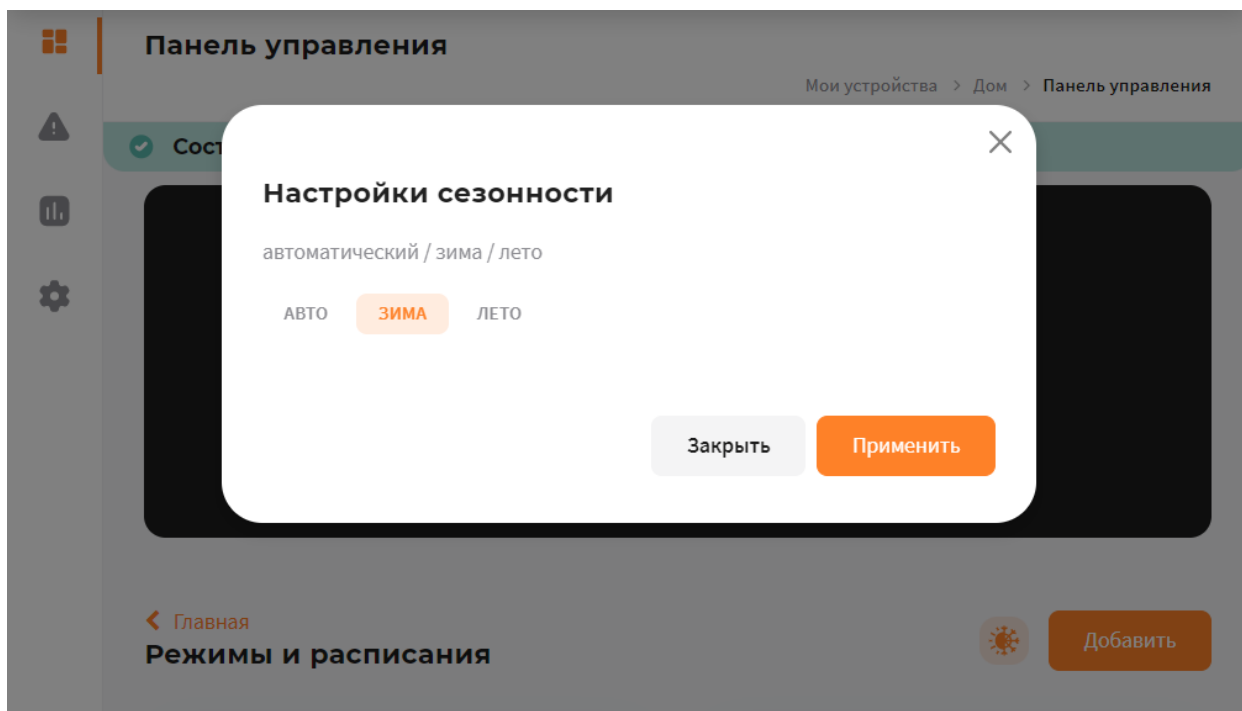 Панель управления
Мои устройства > Дом > Панель управления
Сост
Настройки сезонности
автоматический / зима / лето
АВТО ЗИМА ЛЕТО
Закрыть Применить
Главная
Режимы и расписания
Добавить